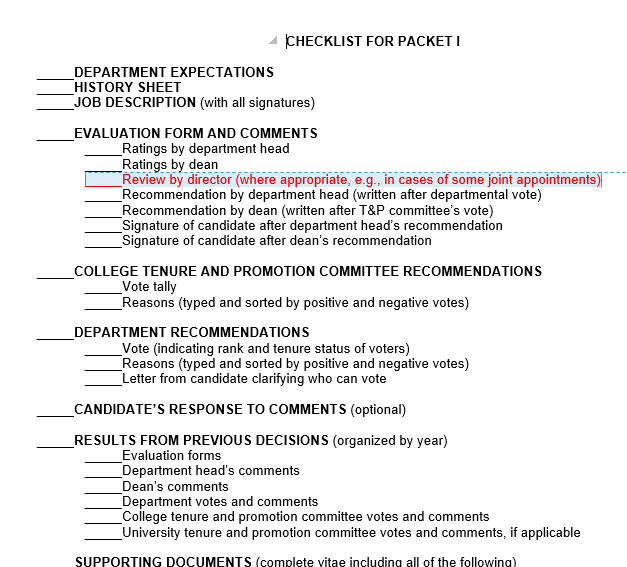 CHECKLIST FOR PACKET I
_____DEPARTMENT EXPECTATIONS
_____HISTORY SHEET
_____JOB DESCRIPTION (with all signatures)
_____EVALUATION FORM AND COMMENTS
_____Ratings by department head
_____Ratings by dean
_____Review by director (where appropriate, e.g., in cases of some joint appointments)
_____Recommendation by department head (written after departmental vote)
_____Recommendation by dean (written after T&P committee's vote)
_____Signature of candidate after department head's recommendation
_____Signature of candidate after dean's recommendation
_____COLLEGE TENURE AND PROMOTION COMMITTEE RECOMMENDATIONS
_____Vote tally
_____Reasons (typed and sorted by positive and negative votes)
_____DEPARTMENT RECOMMENDATIONS
_____Vote (indicating rank and tenure status of voters)
_____Reasons (typed and sorted by positive and negative votes)
_____Letter from candidate clarifying who can vote
_____CANDIDATE'S RESPONSE TO COMMENTS (optional)
_____RESULTS FROM PREVIOUS DECISIONS (organized by year)
_____Evaluation forms
_____Department head's comments
_____Dean's comments
_____Department votes and comments
_____College tenure and promotion committee votes and comments
_____University tenure and promotion committee votes and comments, if applicable
SUPPORTING DOCUMENTS (complete vitae including all of the following)